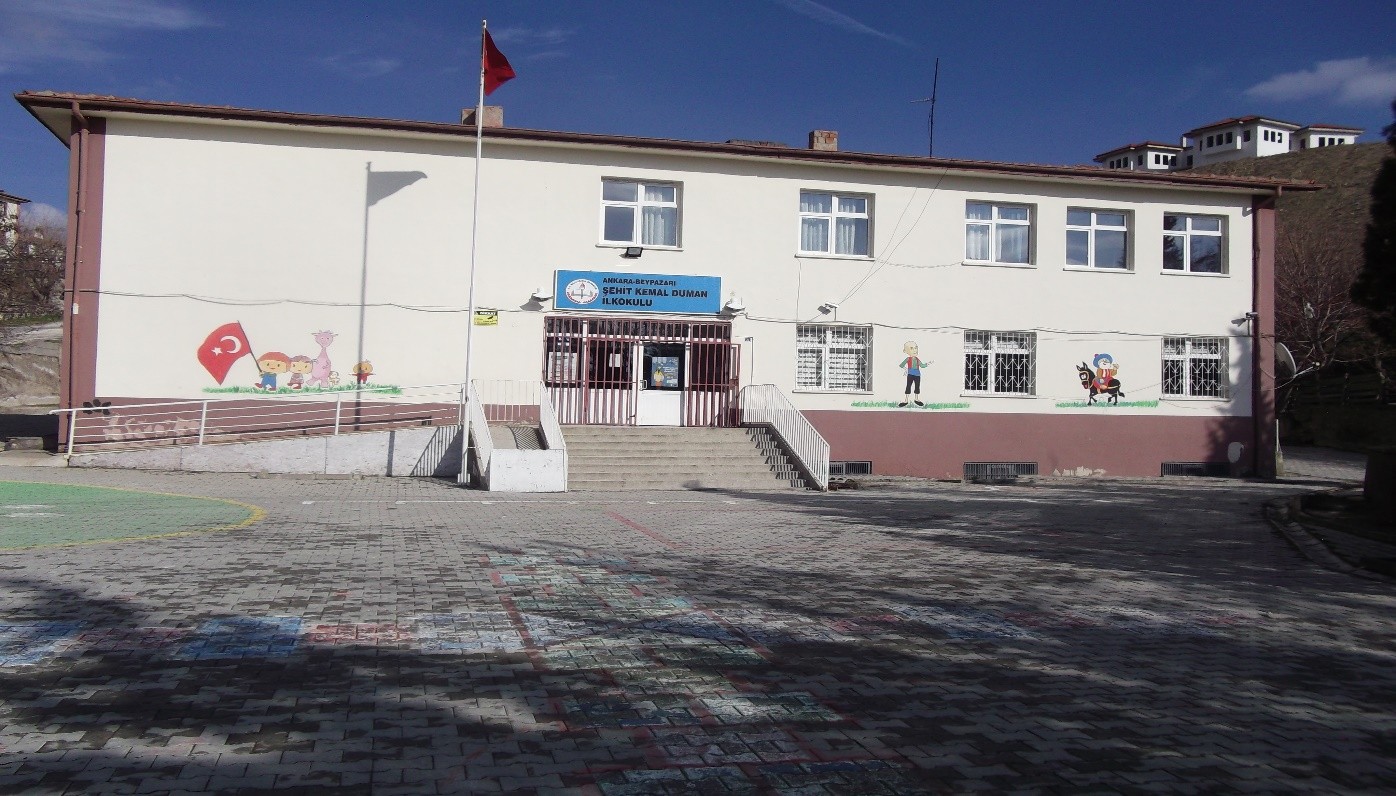 ANKARA-BEYPAZARI
ŞEHİT KEMAL DUMAN
İLKOKULU